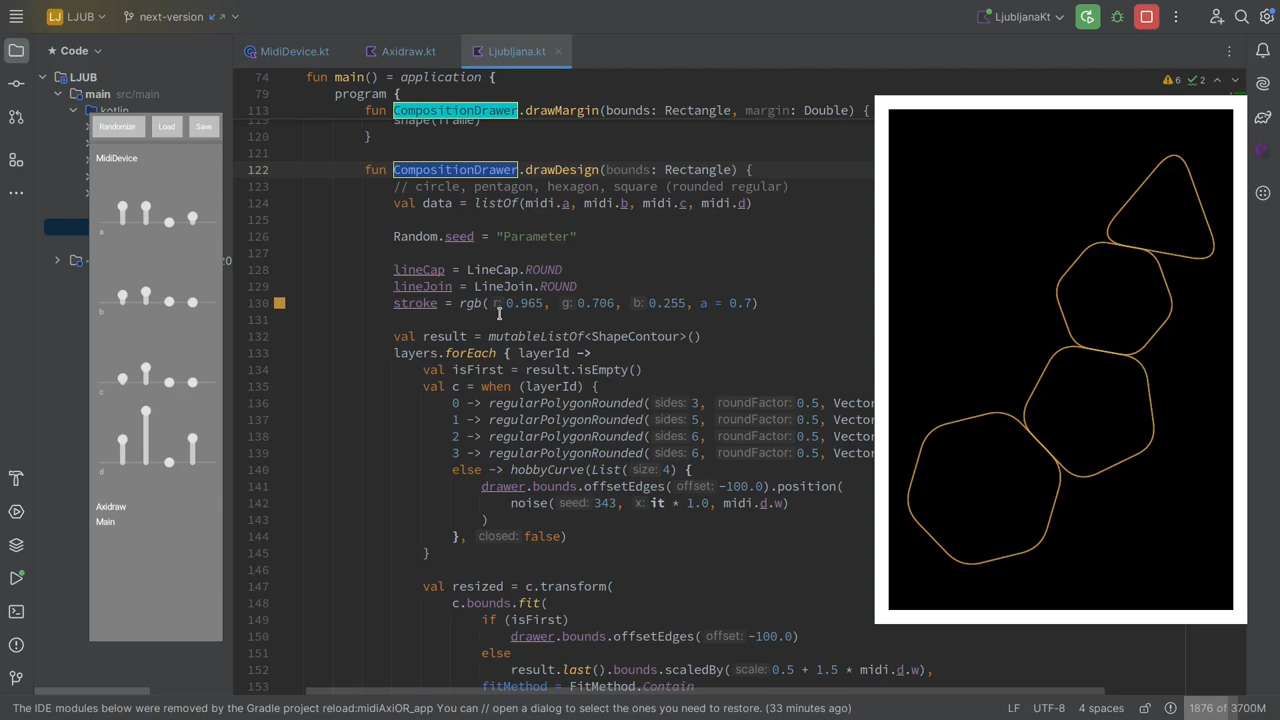 LJ LJUB next-version LjubljanaKt
Code MidiDevice.kt Axidraw.kt Ljubljana.kt
LJUB
main src/main
kotlin
Randomize Load Save
MidiDevice
a
b
c
d
Axidraw
Main
20
6 2
74 fun main() = application {
79 program {
113 fun CompositionDrawer.drawMargin(bounds: Rectangle, margin: Double) {
119 shape(frame)
120 }
121
122 fun CompositionDrawer.drawDesign(bounds: Rectangle) {
123 // circle, pentagon, hexagon, square (rounded regular)
124 val data = listOf(midi.a, midi.b, midi.c, midi.d)
125
126 Random.seed = "Parameter"
127
128 lineCap = LineCap.ROUND
129 lineJoin = LineJoin.ROUND
130 stroke = rgb( r: 0.965, g: 0.706, b: 0.255, a = 0.7)
131
132 val result = mutableListOf<ShapeContour>()
133 layers.forEach { layerId ->
134 val isFirst = result.isEmpty()
135 val c = when (layerId) {
136 0 -> regularPolygonRounded( sides: 3, roundFactor: 0.5, Vector
137 1 -> regularPolygonRounded( sides: 5, roundFactor: 0.5, Vector
138 2 -> regularPolygonRounded( sides: 6, roundFactor: 0.5, Vector
139 3 -> regularPolygonRounded( sides: 6, roundFactor: 0.5, Vector
140 else -> hobbyCurve(List( size: 4) {
141 drawer.bounds.offsetEdges( offset: -100.0).position(
142 noise( seed: 343, x: it * 1.0, midi.d.w)
143 )
144 }, closed: false)
145 }
146
147 val resized = c.transform(
148 c.bounds.fit(
149 if (isFirst)
150 drawer.bounds.offsetEdges( offset: -100.0)
151 else
152 result.last().bounds.scaledBy( scale: 0.5 + 1.5 * midi.d.w),
153 fitMethod = FitMethod.Contain
The IDE modules below were removed by the Gradle project reload:midiAxiOR_app You can // open a dialog to select the ones you need to restore. (33 minutes ago) LF UTF-8 4 spaces 1876 of 3700M